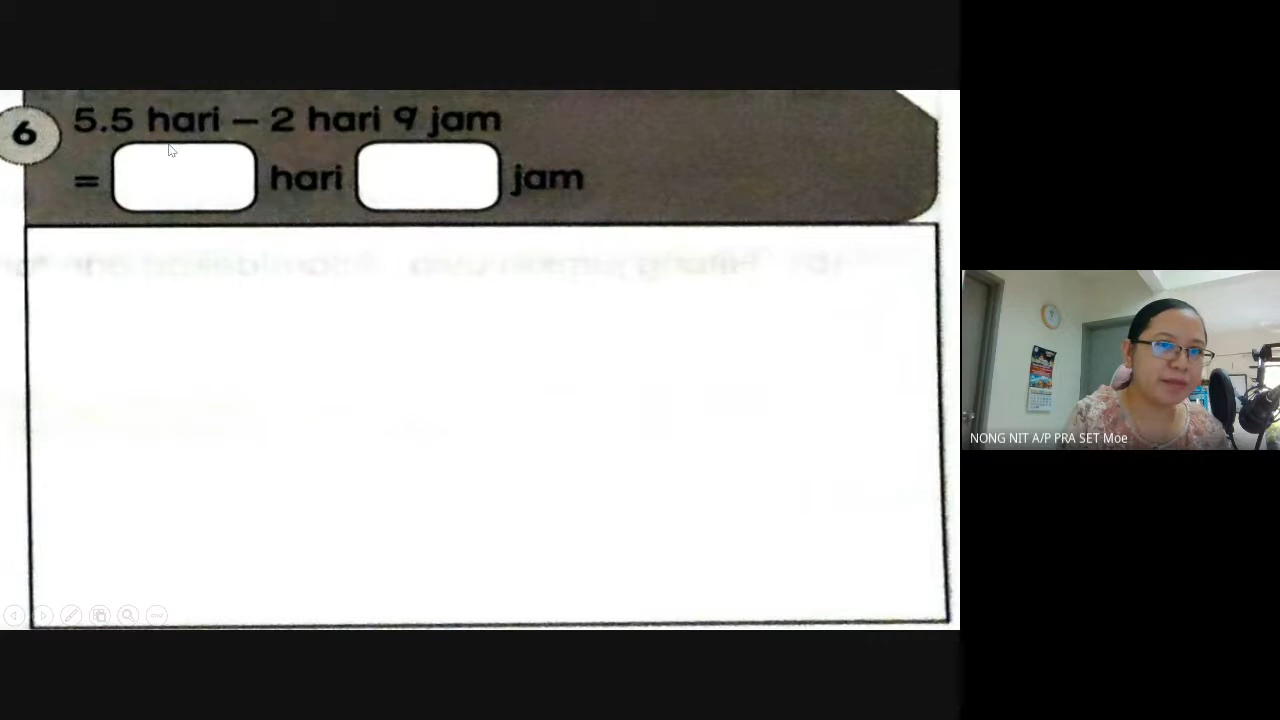 6
5.5 hari – 2 hari 9 jam
= hari jam
NONG NIT A/P PRA SET Moe